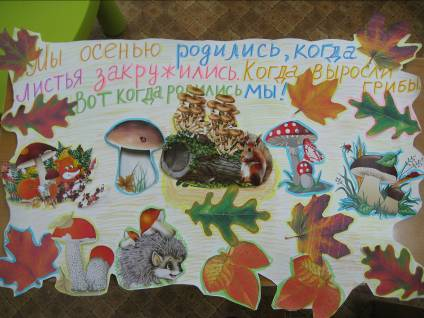 Мы осенью родились, когда
листья закружились. Когда выросли грибы
Вот когда родились мы!